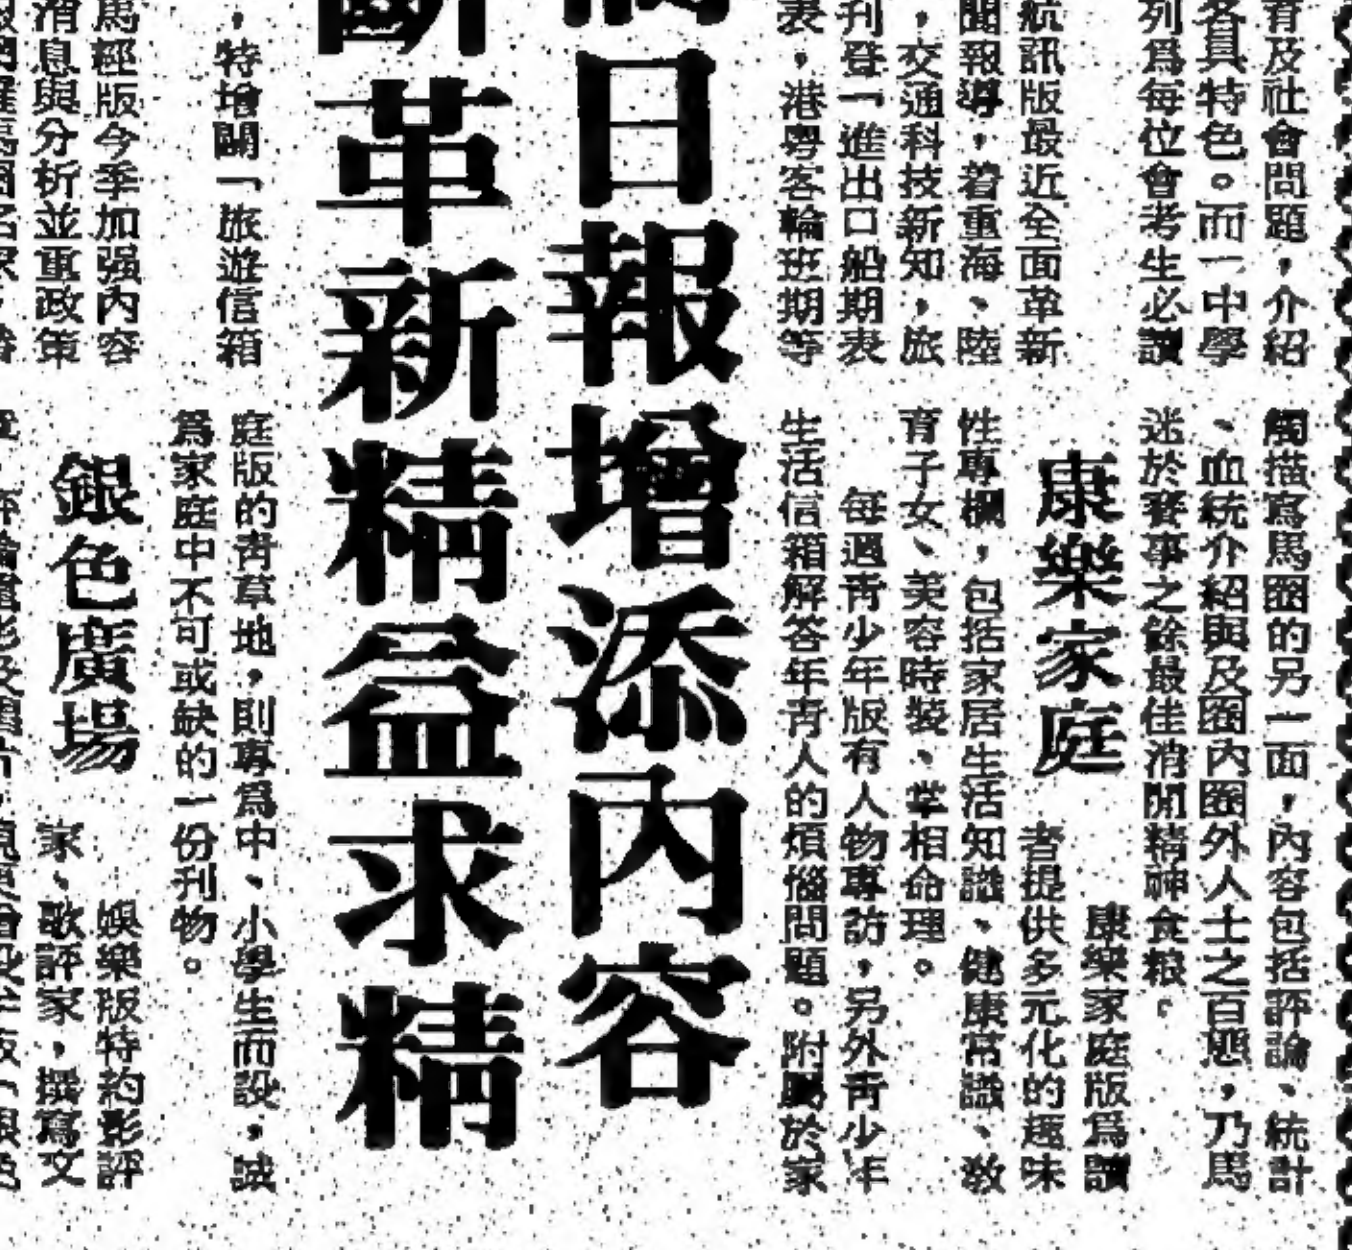 有及社會問題，介紹
各具特色。而一中學
列爲每位會考生必讀
航訊版最近全面革新
聞報導，着重海、陸
，交通科技新知，旅
刊登「進出口船期表
表，港粤客輪班期等
日報增添內容
斷革新精益求精
，特增闢「旅遊信箱
爲經版今季加强內容
消息與分析並重政策
觸描寫馬圈的另一面，內容包括評論、統計
、血統介紹與及圈內圈外人士之百態，乃馬
迷於賽事之餘最佳消閒精神食粮。
康樂家庭
康樂家庭版爲讀
者提供多元化的趣味
性專欄，包括家居生活知識、健康常識、教
育子女、美容時裝、掌相命理。
每週青少年版有人物專訪，另外青少年
生活信箱解答年青人的煩惱問題。附屬於家
庭版的青草地，則專爲中、小學生而設，誠
爲家庭中不可或缺的一份刊物。
銀色廣場
娛樂版特約影評
家、歌評家，撰寫文